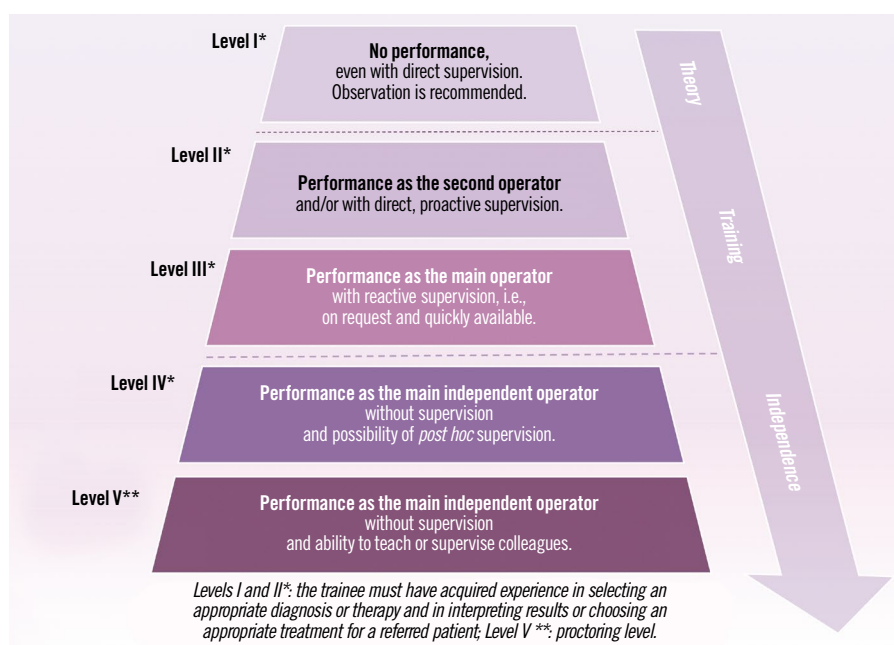 Level I*
No performance,
even with direct supervision.
Observation is recommended.
Theory
Level II*
Performance as the second operator
and/or with direct, proactive supervision.
Training
Level III*
Performance as the main operator
with reactive supervision, i.e.,
on request and quickly available.
Level IV*
Performance as the main independent operator
without supervision
and possibility of post hoc supervision.
Independence
Level V**
Performance as the main independent operator
without supervision
and ability to teach or supervise colleagues.
Levels I and II*: the trainee must have acquired experience in selecting an
appropriate diagnosis or therapy and in interpreting results or choosing an
appropriate treatment for a referred patient; Level V **: proctoring level.